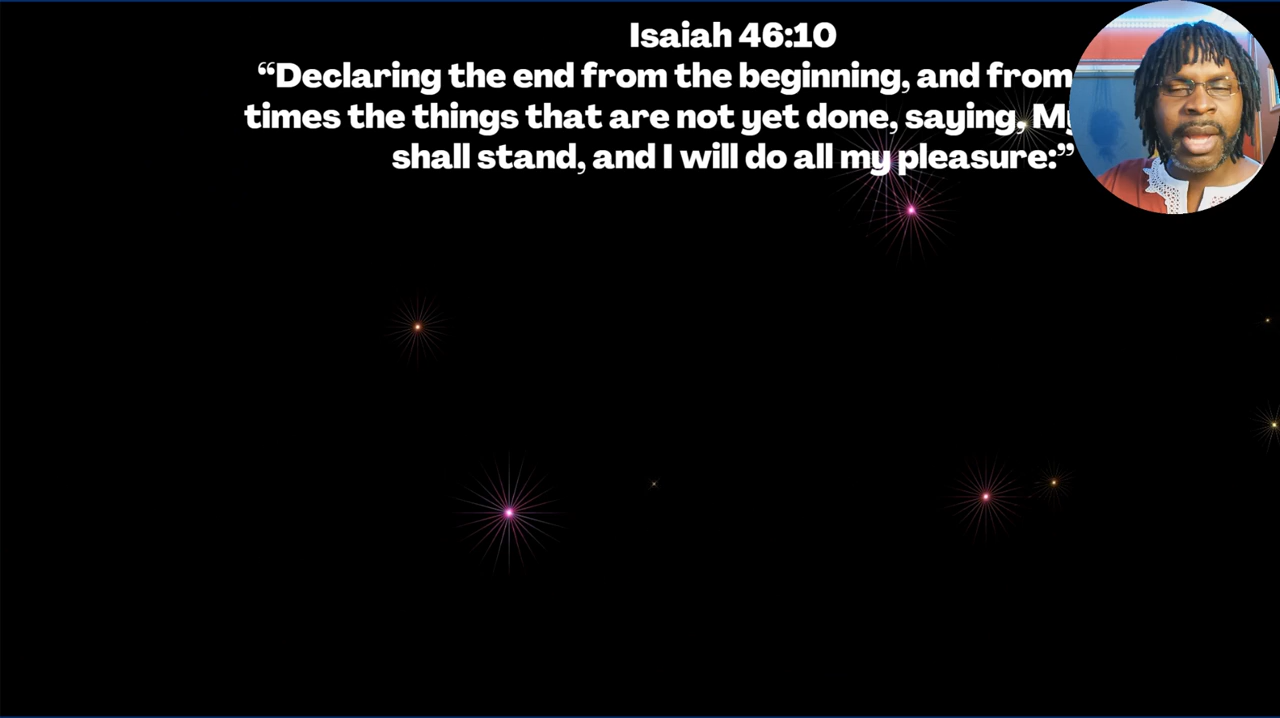 Isaiah 46:10
“Declaring the end from the beginning, and from
times the things that are not yet done, saying,
shall stand, and I will do all my pleasure:”